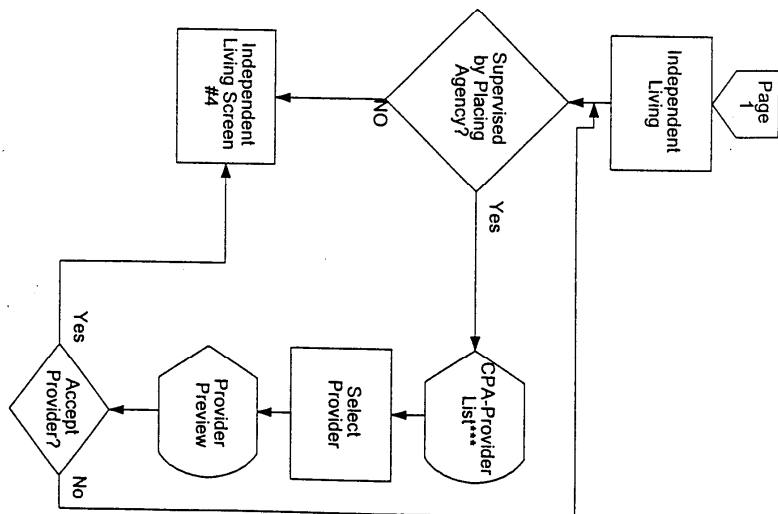 Page
1
Independent
Living
Supervised
by Placing
Agency?
NO
Yes
Independent
Living Screen
#4
CPA-Provider
List***
Select
Provider
Provider
Preview
Accept
Provider?
Yes
No